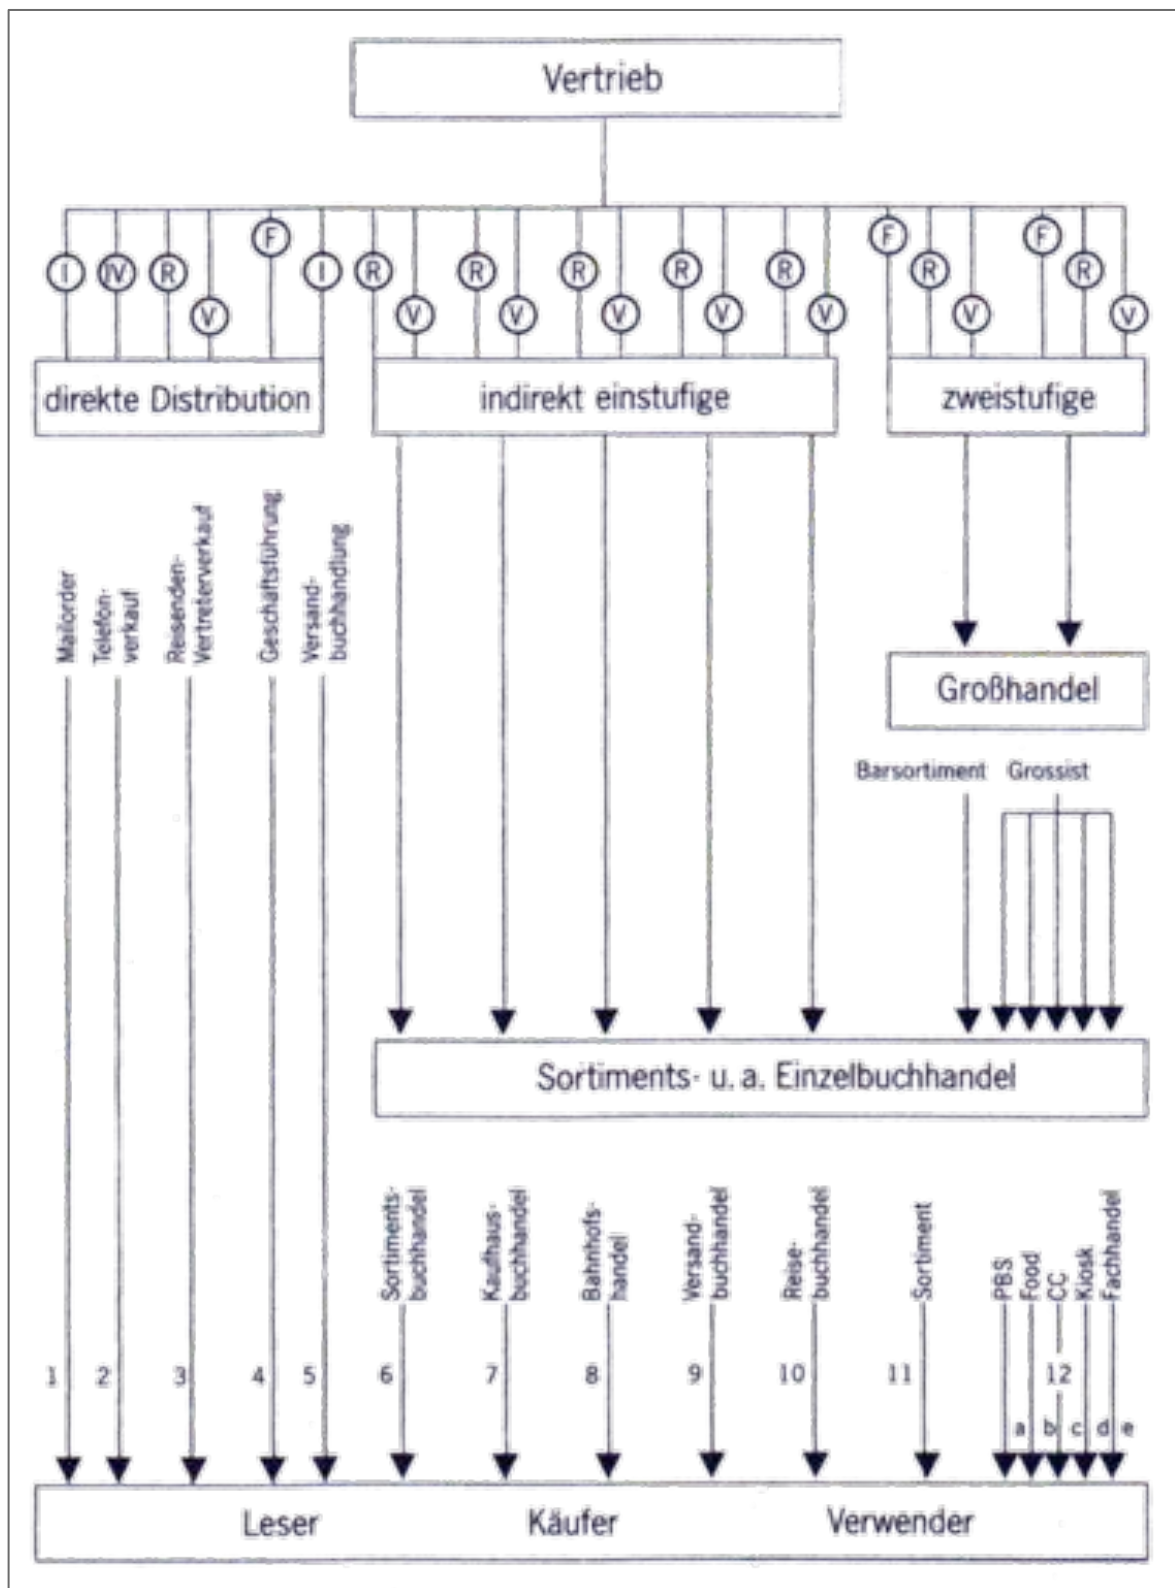 Vertrieb
F F F
I IV R I R R R R R R R
V V V V V V V V
direkte Distribution
indirekt einstufige
zweistufige
Mailorder
Telefon-
verkauf
Reisenden-
Vertreterverkauf
Geschäftsführung
Versand-
buchhandlung
Großhandel
Barsortiment Grossist
Sortiments- u. a. Einzelbuchhandel
Sortiments-
buchhandel
Kaufhaus-
buchhandel
Bahnhofs-
handel
Versand-
buchhandel
Reise-
buchhandel
Sortiment
PBS
Food
CC
Kiosk
Fachhandel
1 2 3 4 5 6 7 8 9 10 11 12
a b c d e
Leser Käufer Verwender